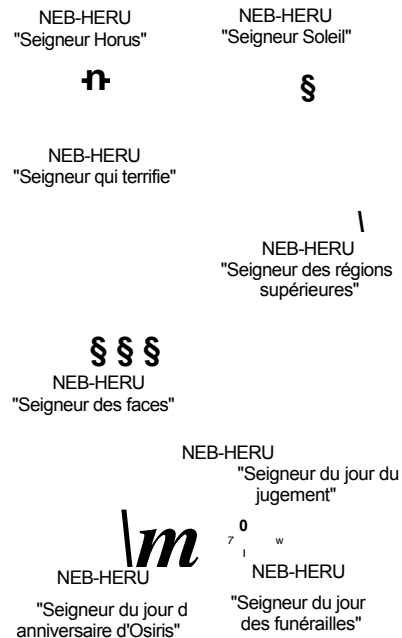 NEB-HERU
"Seigneur Horus"
NEB-HERU
"Seigneur Soleil"
n
§
NEB-HERU
"Seigneur qui terrifie"
\
NEB-HERU
"Seigneur des régions
supérieures"
§ § §
NEB-HERU
"Seigneur des faces"
NEB-HERU
"Seigneur du jour du
jugement"
\m
NEB-HERU
"Seigneur du jour d
anniversaire d'Osiris"
0
7 w
I
NEB-HERU
"Seigneur du jour
des funérailles"